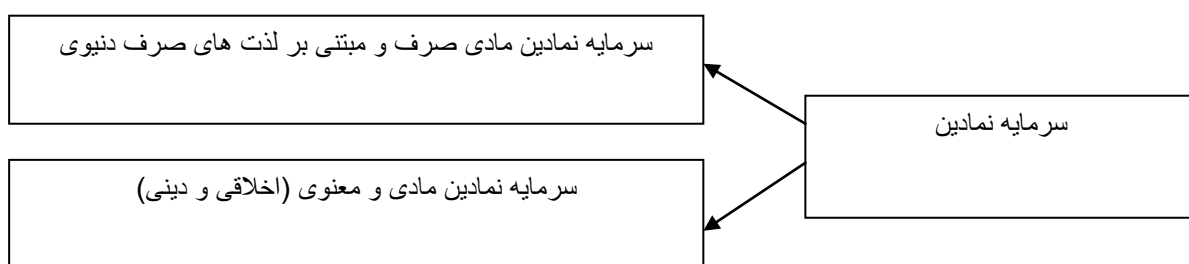 سرمایه نمادین
سرمایه نمادین مادی صرف و مبتنی بر لذت های صرف دنیوی
سرمایه نمادین مادی و معنوی (اخلاقی و دینی)